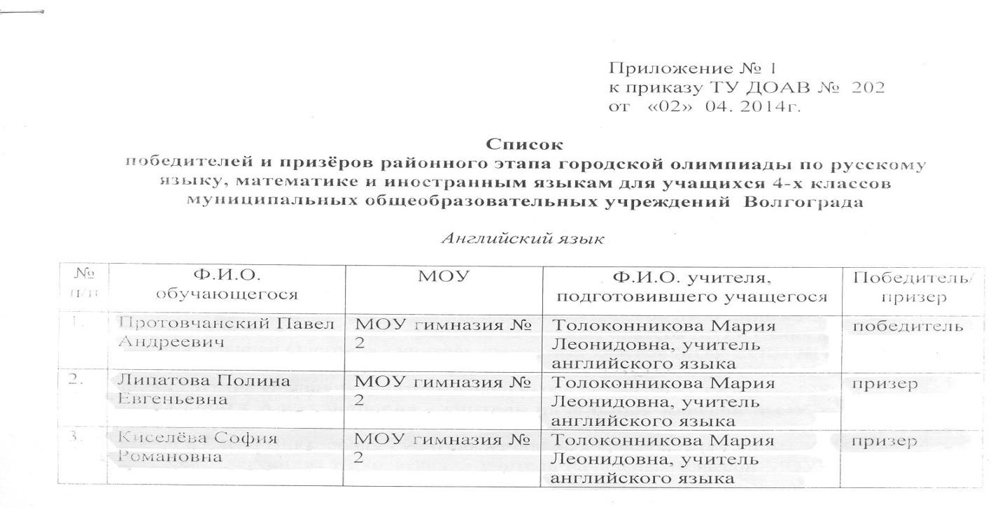 Приложение № 1
к приказу ТУ ДОАВ № 202
от «02» 04. 2014г.
Список
победителей и призёров районного этапа городской олимпиады по русскому
языку, математике и иностранным языкам для учащихся 4-х классов
муниципальных общеобразовательных учреждений Волгограда
Английский язык
№ п/п
Ф.И.О. обучающегося
МОУ
Ф.И.О. учителя, подготовившего учащегося
Победитель/ призер
1.
Протовчанский Павел
Андреевич
МОУ гимназия №
2
Толоконникова Мария
Леонидовна, учитель
английского языка
победитель
2.
Липатова Полина
Евгеньевна
МОУ гимназия №
2
Толоконникова Мария
Леонидовна, учитель
английского языка
призер
3.
Киселёва София
Романовна
МОУ гимназия №
2
Толоконникова Мария
Леонидовна, учитель
английского языка
призер